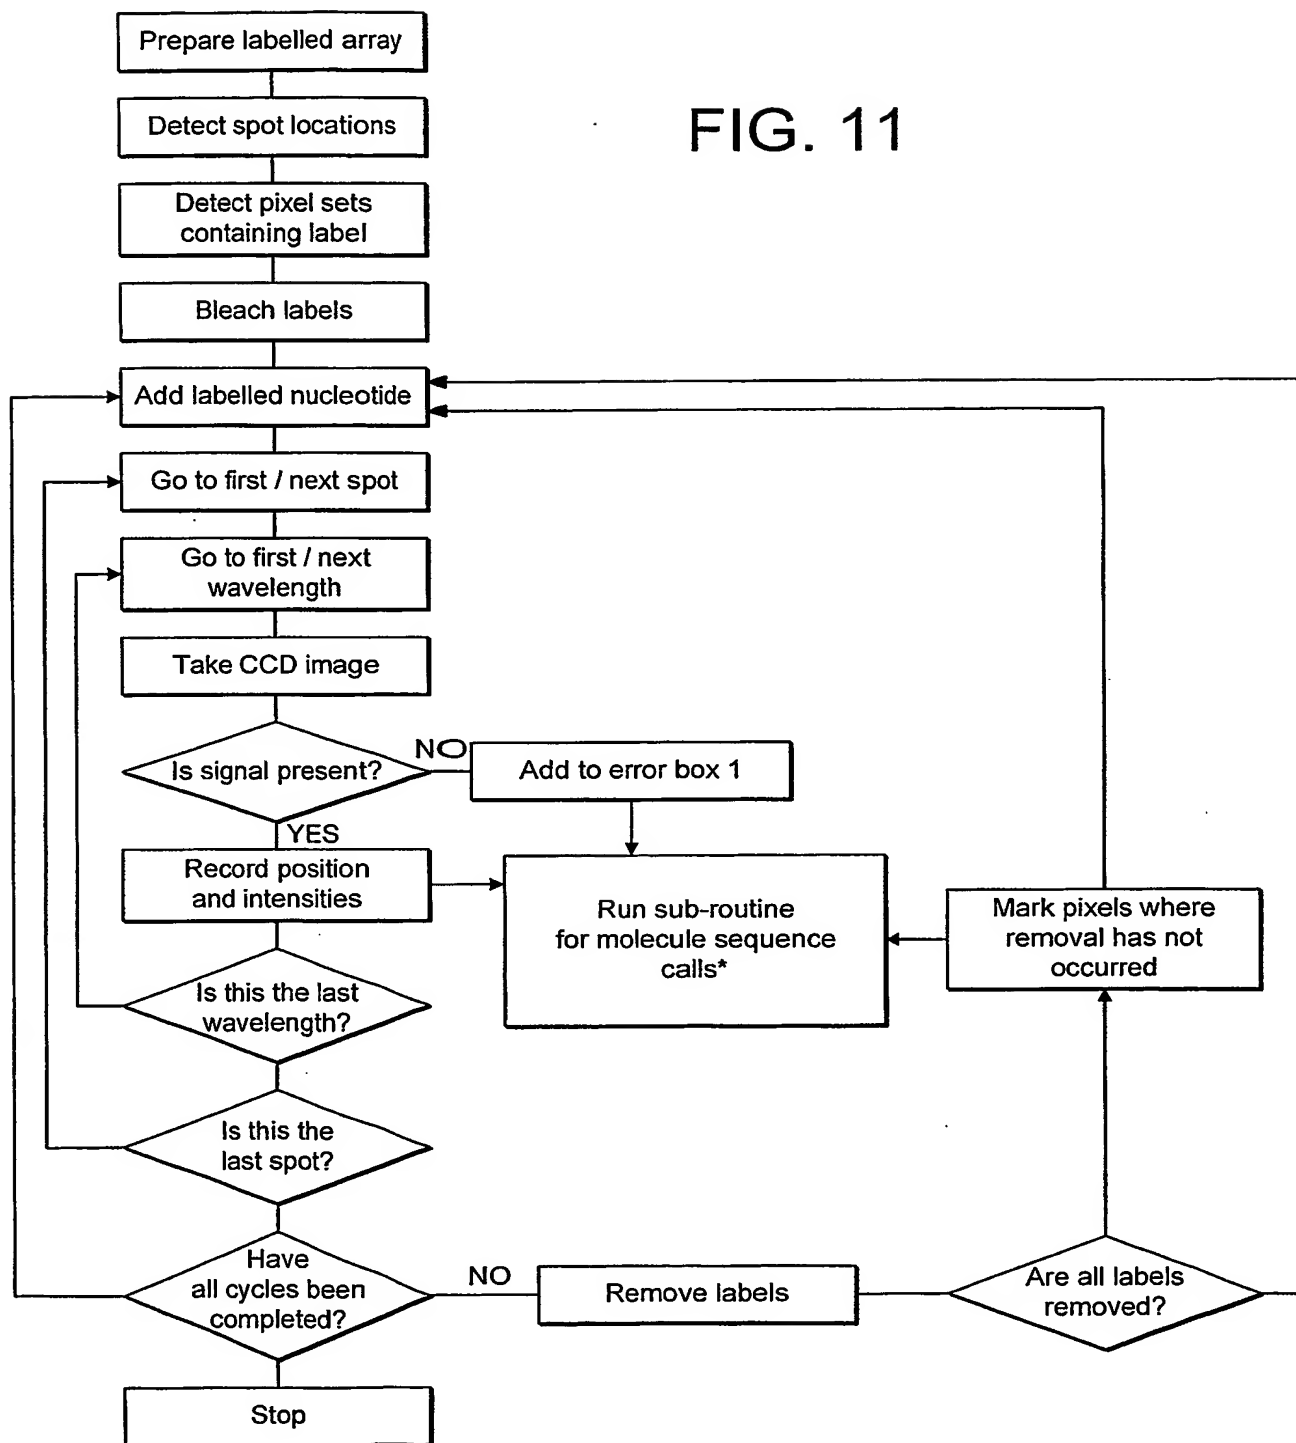 Prepare labelled array
FIG. 11
Detect spot locations
Detect pixel sets
containing label
Bleach labels
Add labelled nucleotide
Go to first / next spot
Go to first / next
wavelength
Take CCD image
Is signal present?
NO
Add to error box 1
YES
Record position
and intensities
Run sub-routine
for molecule sequence
calls*
Mark pixels where
removal has not
occurred
Is this the last
wavelength?
Is this the
last spot?
Have
all cycles been
completed?
NO
Remove labels
Are all labels
removed?
Stop